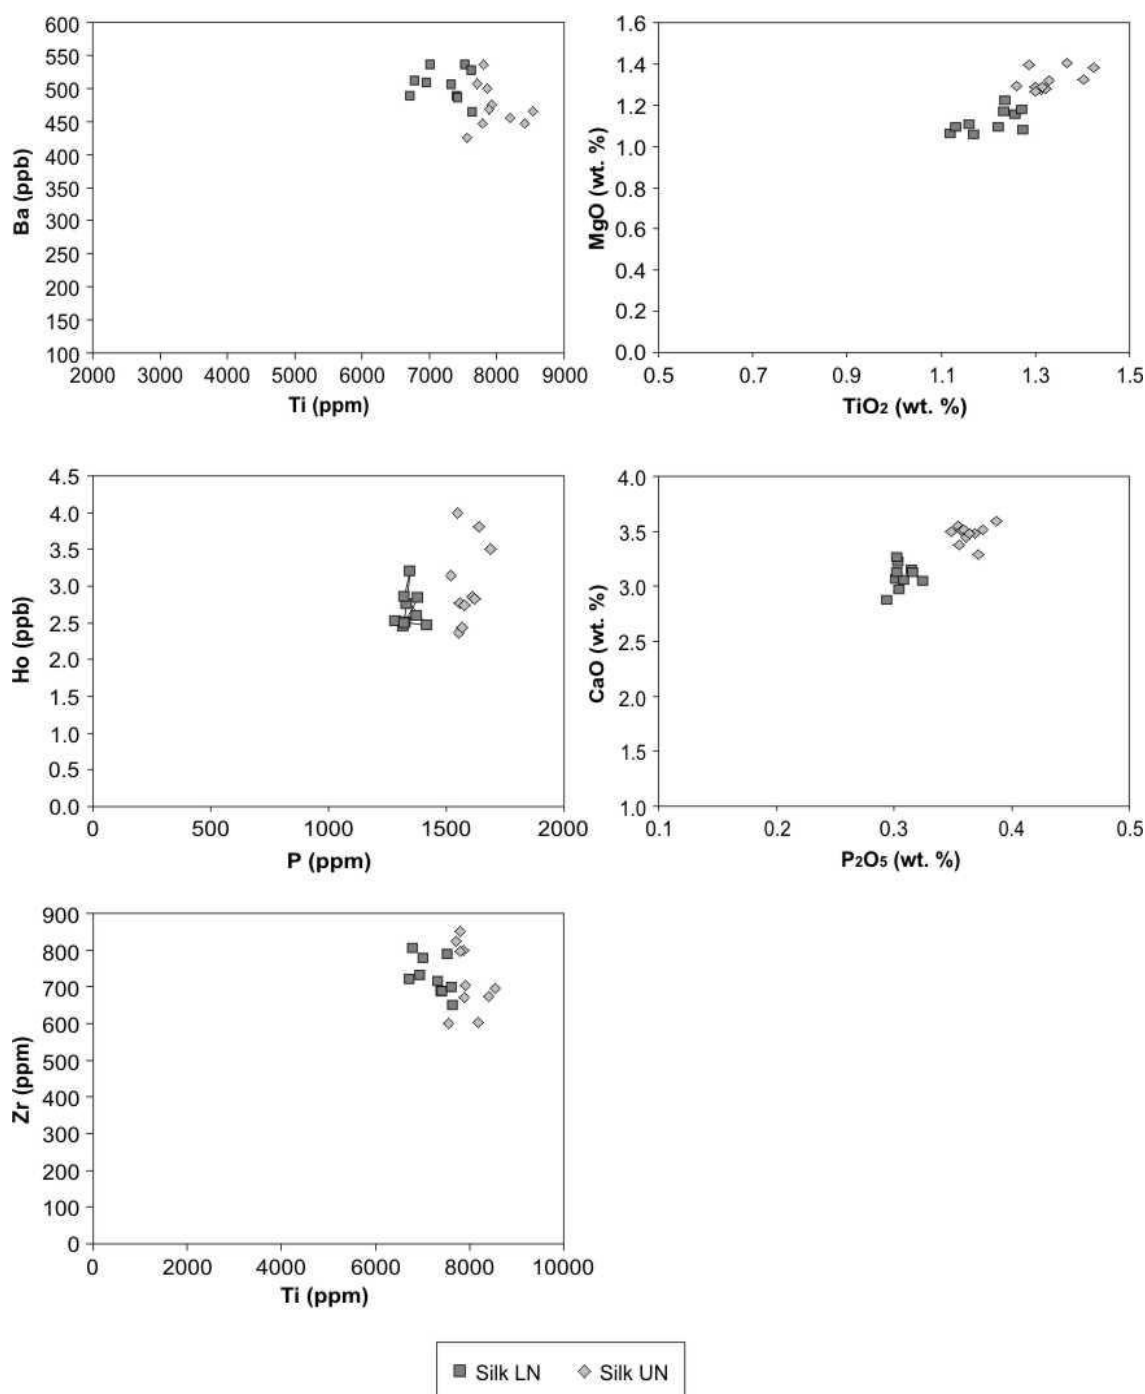 600
550
500
450
400
350
300
250
200
150
100
Ba (ppb)
2000 3000 4000 5000 6000 7000 8000 9000
Ti (ppm)
1.6
1.4
1.2
1.0
0.8
0.6
0.4
0.2
0.0
MgO (wt. %)
0.5 0.7 0.9 1.1 1.3 1.5
TiO₂ (wt. %)
4.5
4.0
3.5
3.0
2.5
2.0
1.5
1.0
0.5
0.0
Ho (ppb)
0 500 1000 1500 2000
P (ppm)
4.0
3.5
3.0
2.5
2.0
1.5
1.0
CaO (wt. %)
0.1 0.2 0.3 0.4 0.5
P₂O₅ (wt. %)
900
800
700
600
500
400
300
200
100
0
Zr (ppm)
0 2000 4000 6000 8000 10000
Ti (ppm)
Silk LN Silk UN